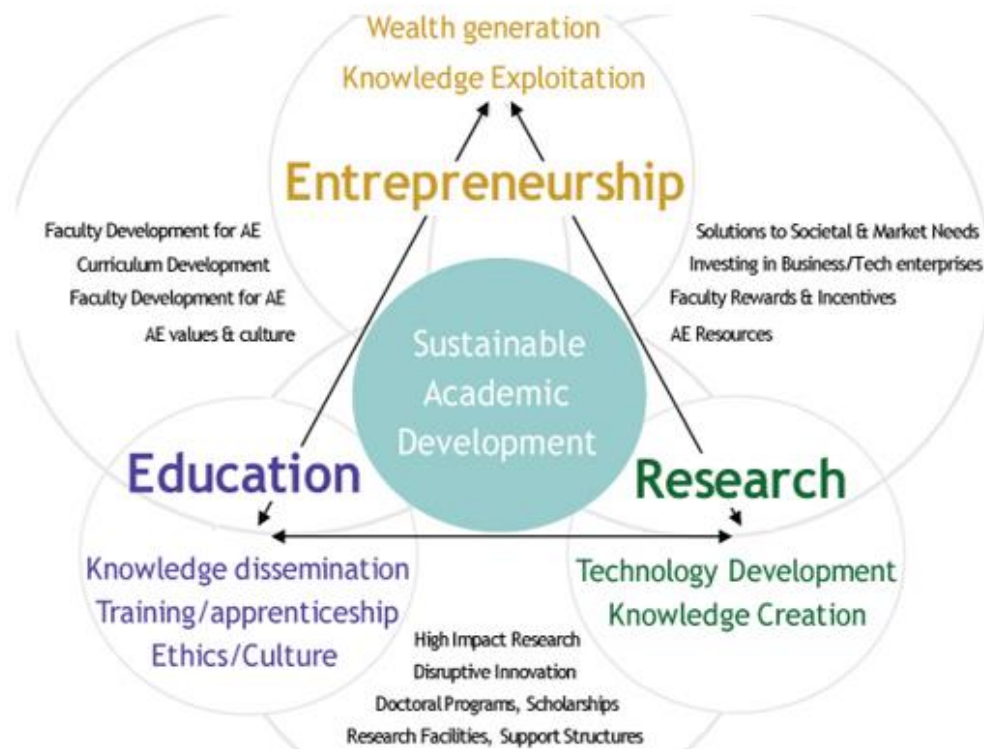 Wealth generation
Knowledge Exploitation
Entrepreneurship
Faculty Development for AE
Curriculum Development
Faculty Development for AE
AE values & culture
Solutions to Societal & Market Needs
Investing in Business/Tech enterprises
Faculty Rewards & Incentives
AE Resources
Sustainable
Academic
Development
Education
Research
Knowledge dissemination
Training/apprenticeship
Ethics/Culture
Technology Development
Knowledge Creation
High Impact Research
Disruptive Innovation
Doctoral Programs, Scholarships
Research Facilities, Support Structures